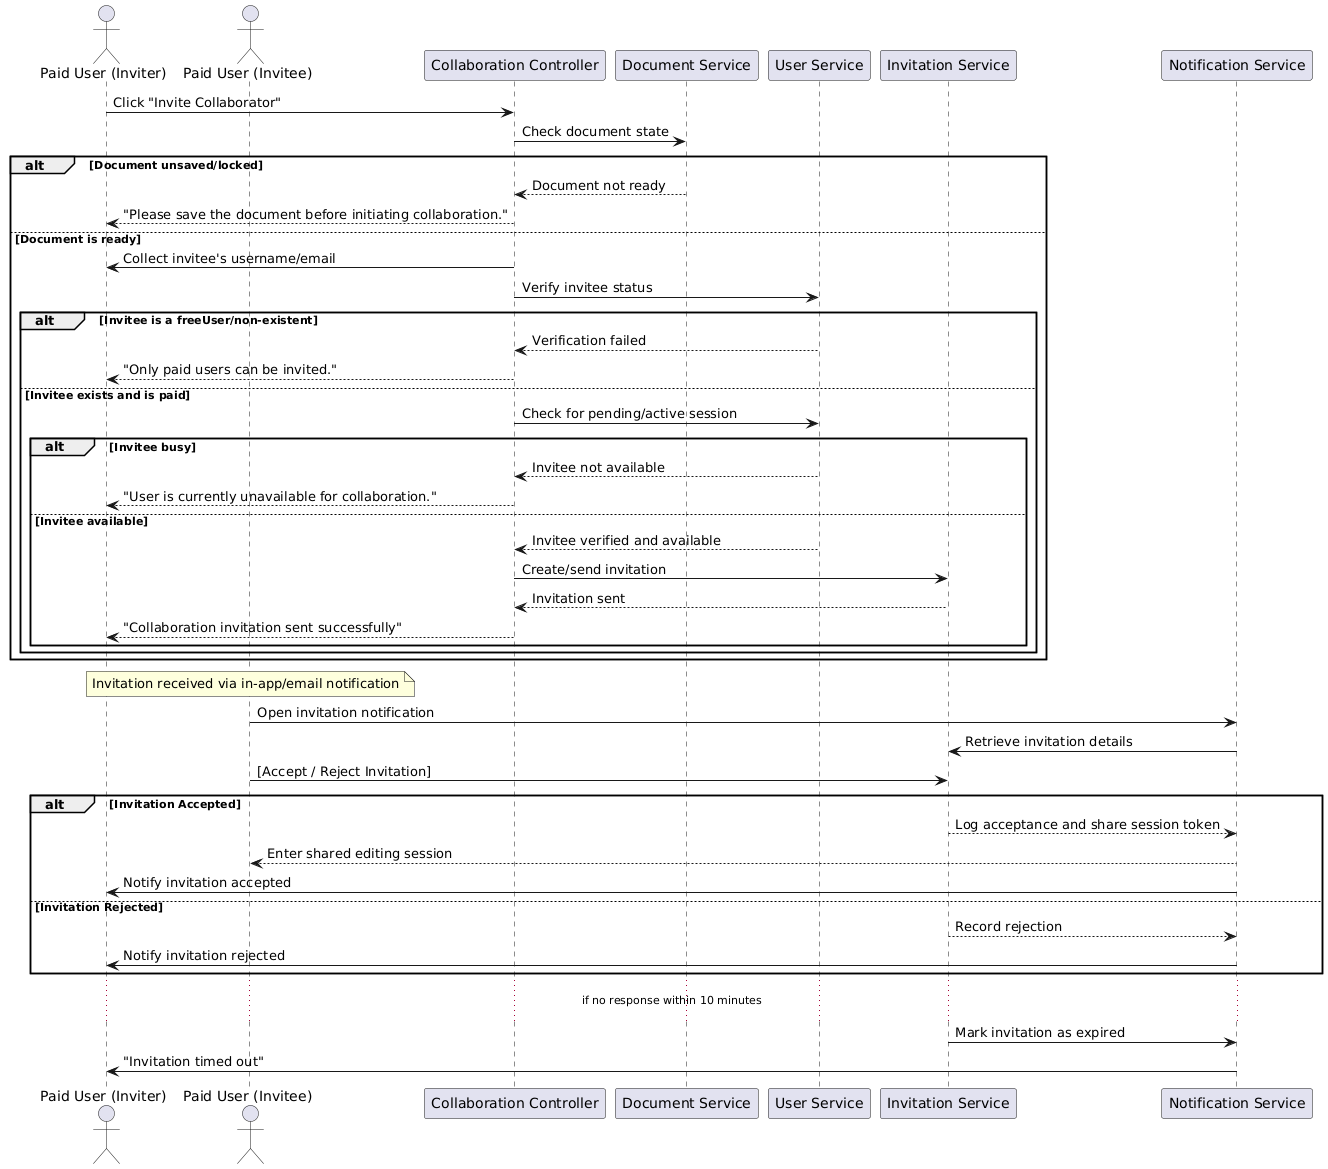 Paid User (Inviter)
Paid User (Invitee)
Collaboration Controller
Document Service
User Service
Invitation Service
Notification Service
Click "Invite Collaborator"
Check document state
alt
[Document unsaved/locked]
Document not ready
"Please save the document before initiating collaboration."
[Document is ready]
Collect invitee's username/email
Verify invitee status
alt
[Invitee is a freeUser/non-existent]
Verification failed
"Only paid users can be invited."
[Invitee exists and is paid]
Check for pending/active session
alt
[Invitee busy]
Invitee not available
"User is currently unavailable for collaboration."
[Invitee available]
Invitee verified and available
Create/send invitation
Invitation sent
"Collaboration invitation sent successfully"
Invitation received via in-app/email notification
Open invitation notification
Retrieve invitation details
[Accept / Reject Invitation]
alt
[Invitation Accepted]
Log acceptance and share session token
Enter shared editing session
Notify invitation accepted
[Invitation Rejected]
Record rejection
Notify invitation rejected
if no response within 10 minutes
Mark invitation as expired
"Invitation timed out"
Paid User (Inviter)
Paid User (Invitee)
Collaboration Controller
Document Service
User Service
Invitation Service
Notification Service